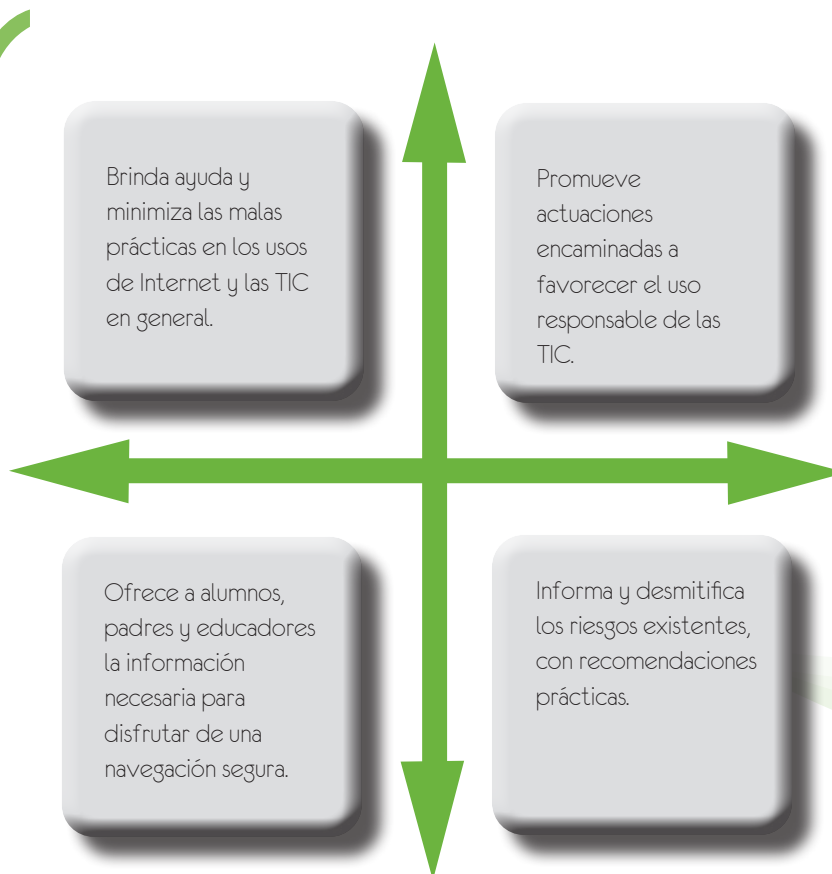 Brinda ayuda y
minimiza las malas
prácticas en los usos
de Internet y las TIC
en general.
Promueve
actuaciones
encaminadas a
favorecer el uso
responsable de las
TIC.
Ofrece a alumnos,
padres y educadores
la información
necesaria para
disfrutar de una
navegación segura.
Informa y desmitifica
los riesgos existentes,
con recomendaciones
prácticas.